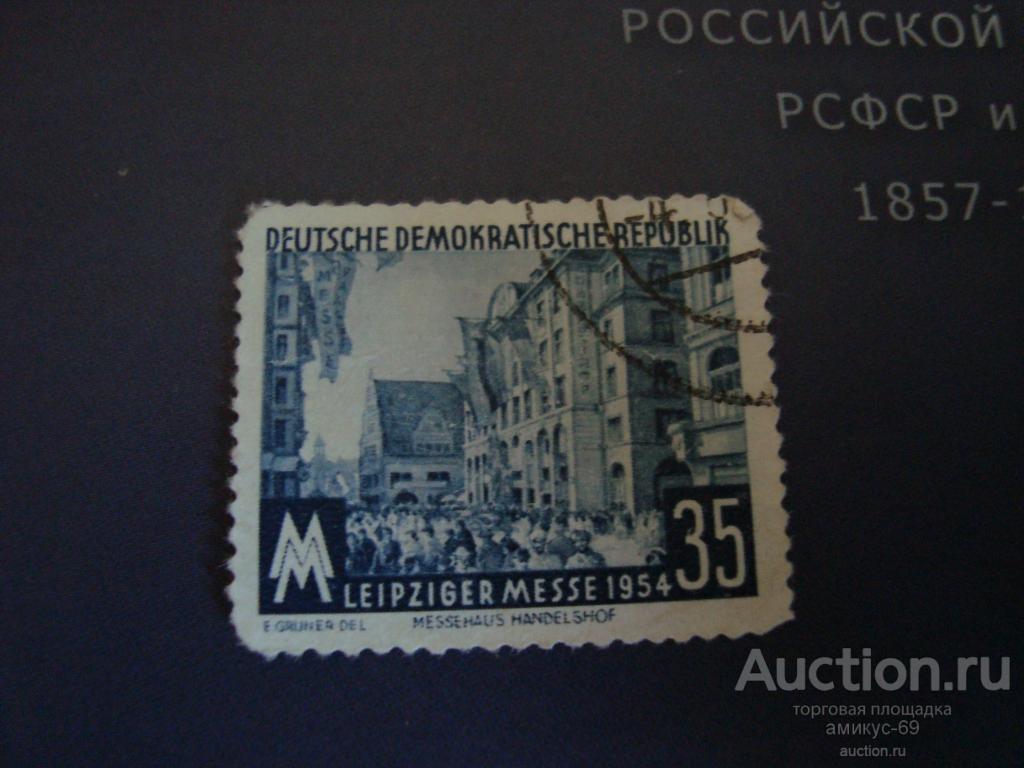 РОССИЙСКОЙ
РСФСР и
1857-1
DEUTSCHE DEMOKRATISCHE REPUBLIK
MESSE
M
35
LEIPZIGER MESSE 1954
E. GRUNER DEL MESSEHAUS HANDELSHOF
Auction.ru
торговая площадка
амикус-69
auction.ru